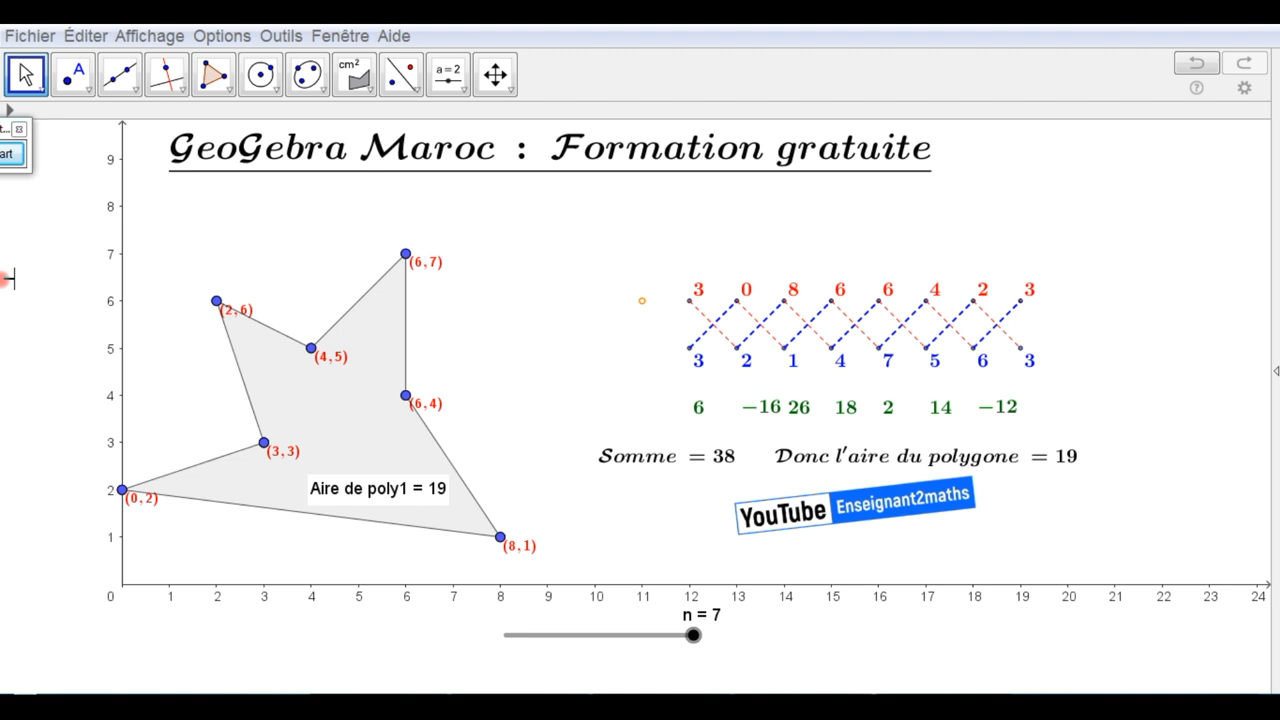 Fichier Éditer Affichage Options Outils Fenêtre Aide
A cm² a=2
t...
art
GeoGebra Maroc : Formation gratuite
9
8
7
6
5
4
3
2
1
(6,7)
(2,6)
(4,5)
(6,4)
(3,3)
Aire de poly1 = 19
(0,2)
(8,1)
3 0 8 6 6 4 2 3
3 2 1 4 7 5 6 3
6 −16 26 18 2 14 −12
Somme = 38 Donc l'aire du polygone = 19
YouTube Enseignant2maths
0 1 2 3 4 5 6 7 8 9 10 11 12 13 14 15 16 17 18 19 20 21 22 23 24
n = 7